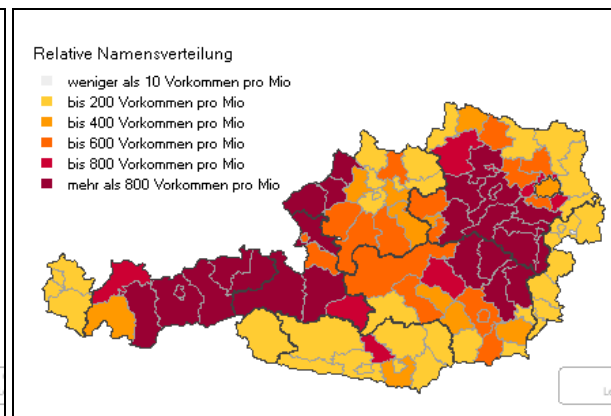 Relative Namensverteilung
weniger als 10 Vorkommen pro Mio
bis 200 Vorkommen pro Mio
bis 400 Vorkommen pro Mio
bis 600 Vorkommen pro Mio
bis 800 Vorkommen pro Mio
mehr als 800 Vorkommen pro Mio